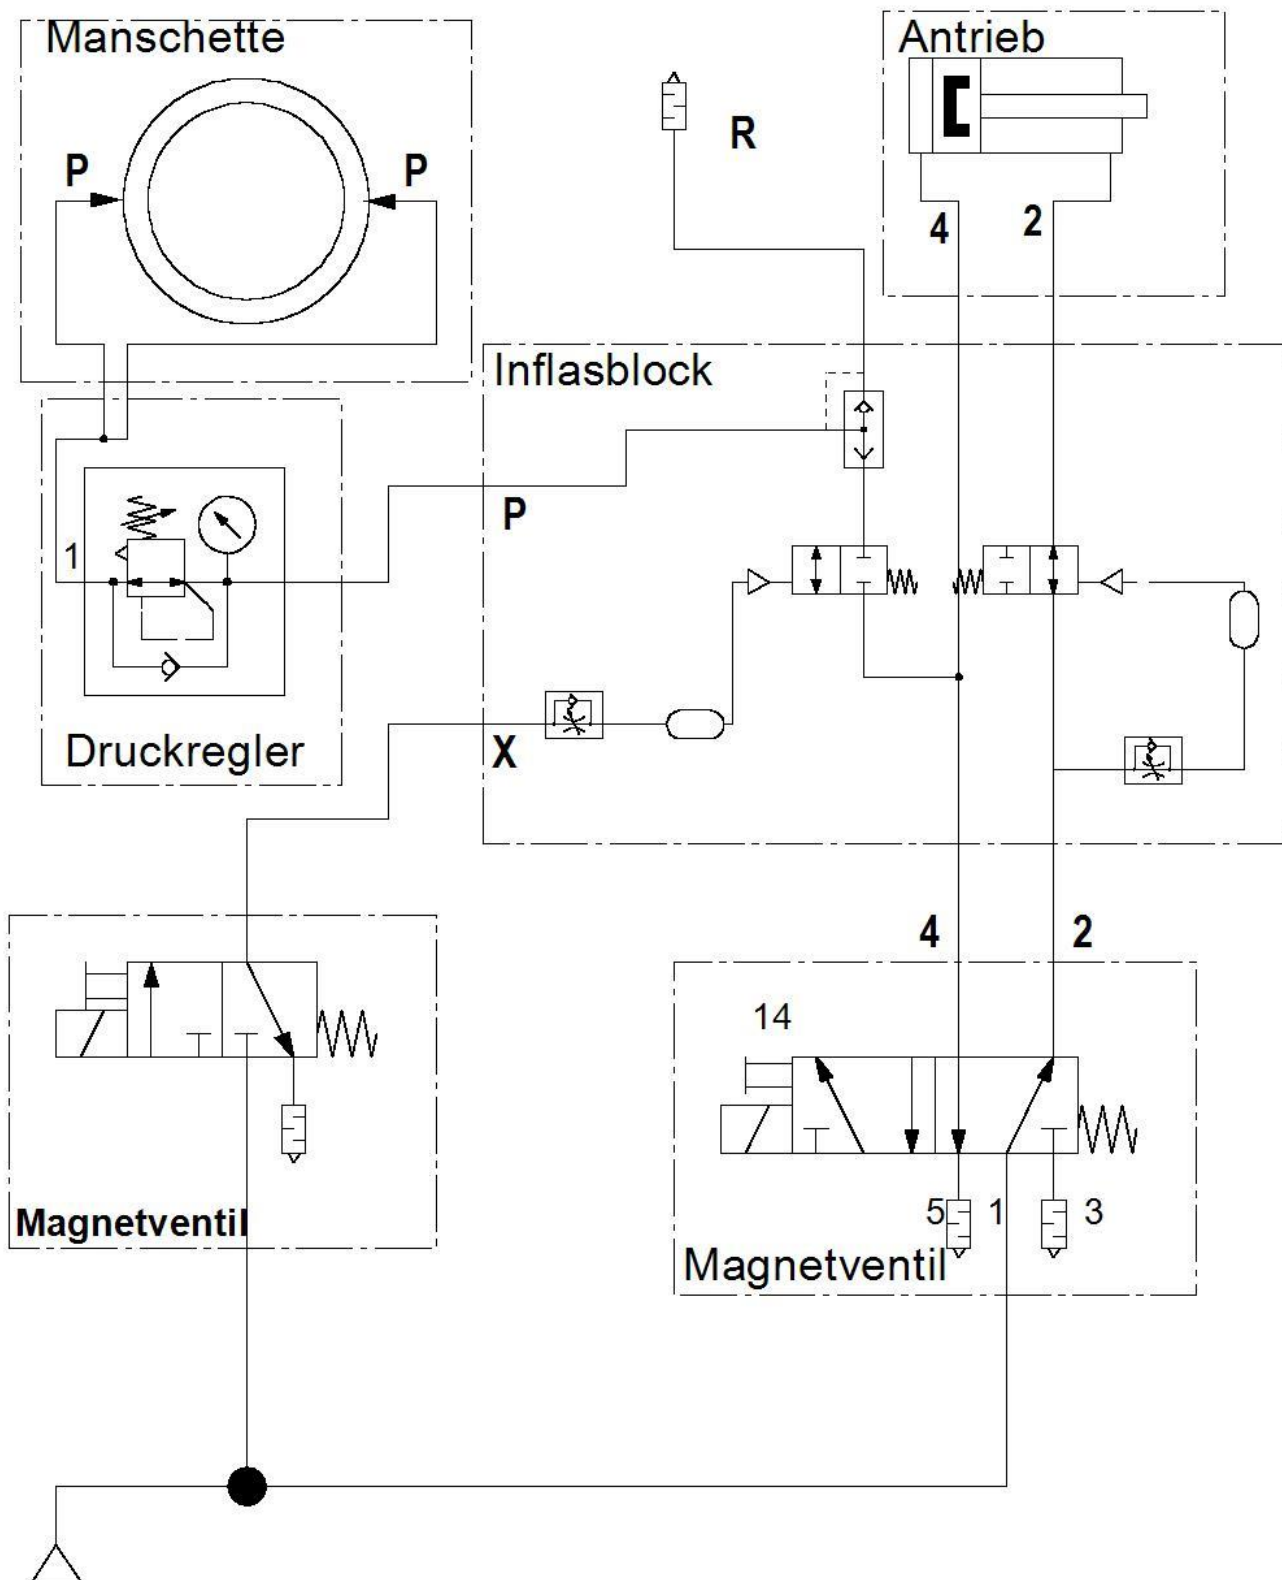 Manschette
Antrieb
R
P
P
4
2
Inflasblock
P
1
Druckregler
X
4
2
14
Magnetventil
5
1
3
Magnetventil